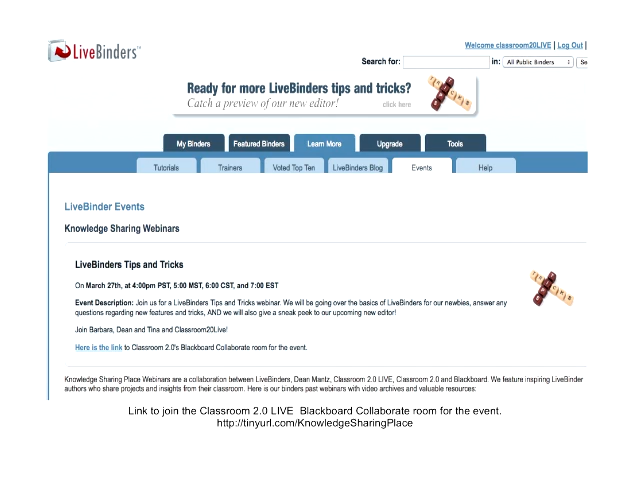 LiveBinders™
Welcome classroom20LIVE | Log Out |
Search for: in: All Public Binders Se
Ready for more LiveBinders tips and tricks?
Catch a preview of our new editor! click here
TRICKS
TIPS
My Binders Featured Binders Learn More Upgrade Tools
Tutorials Trainers Voted Top Ten LiveBinders Blog Events Help
LiveBinder Events
Knowledge Sharing Webinars
LiveBinders Tips and Tricks
On March 27th, at 4:00pm PST, 5:00 MST, 6:00 CST, and 7:00 EST
Event Description: Join us for a LiveBinders Tips and Tricks webinar. We will be going over the basics of LiveBinders for our newbies, answer any
questions regarding new features and tricks, AND we will also give a sneak peek to our upcoming new editor!
Join Barbara, Dean and Tina and Classroom20Live!
Here is the link to Classroom 2.0's Blackboard Collaborate room for the event.
TRICKS
TIPS
Knowledge Sharing Place Webinars are a collaboration between LiveBinders, Dean Mantz, Classroom 2.0 LIVE, Classroom 2.0 and Blackboard. We feature inspiring LiveBinder
authors who share projects and insights from their classroom. Here is our binders past webinars with video archives and valuable resources:
Link to join the Classroom 2.0 LIVE Blackboard Collaborate room for the event.
http://tinyurl.com/KnowledgeSharingPlace